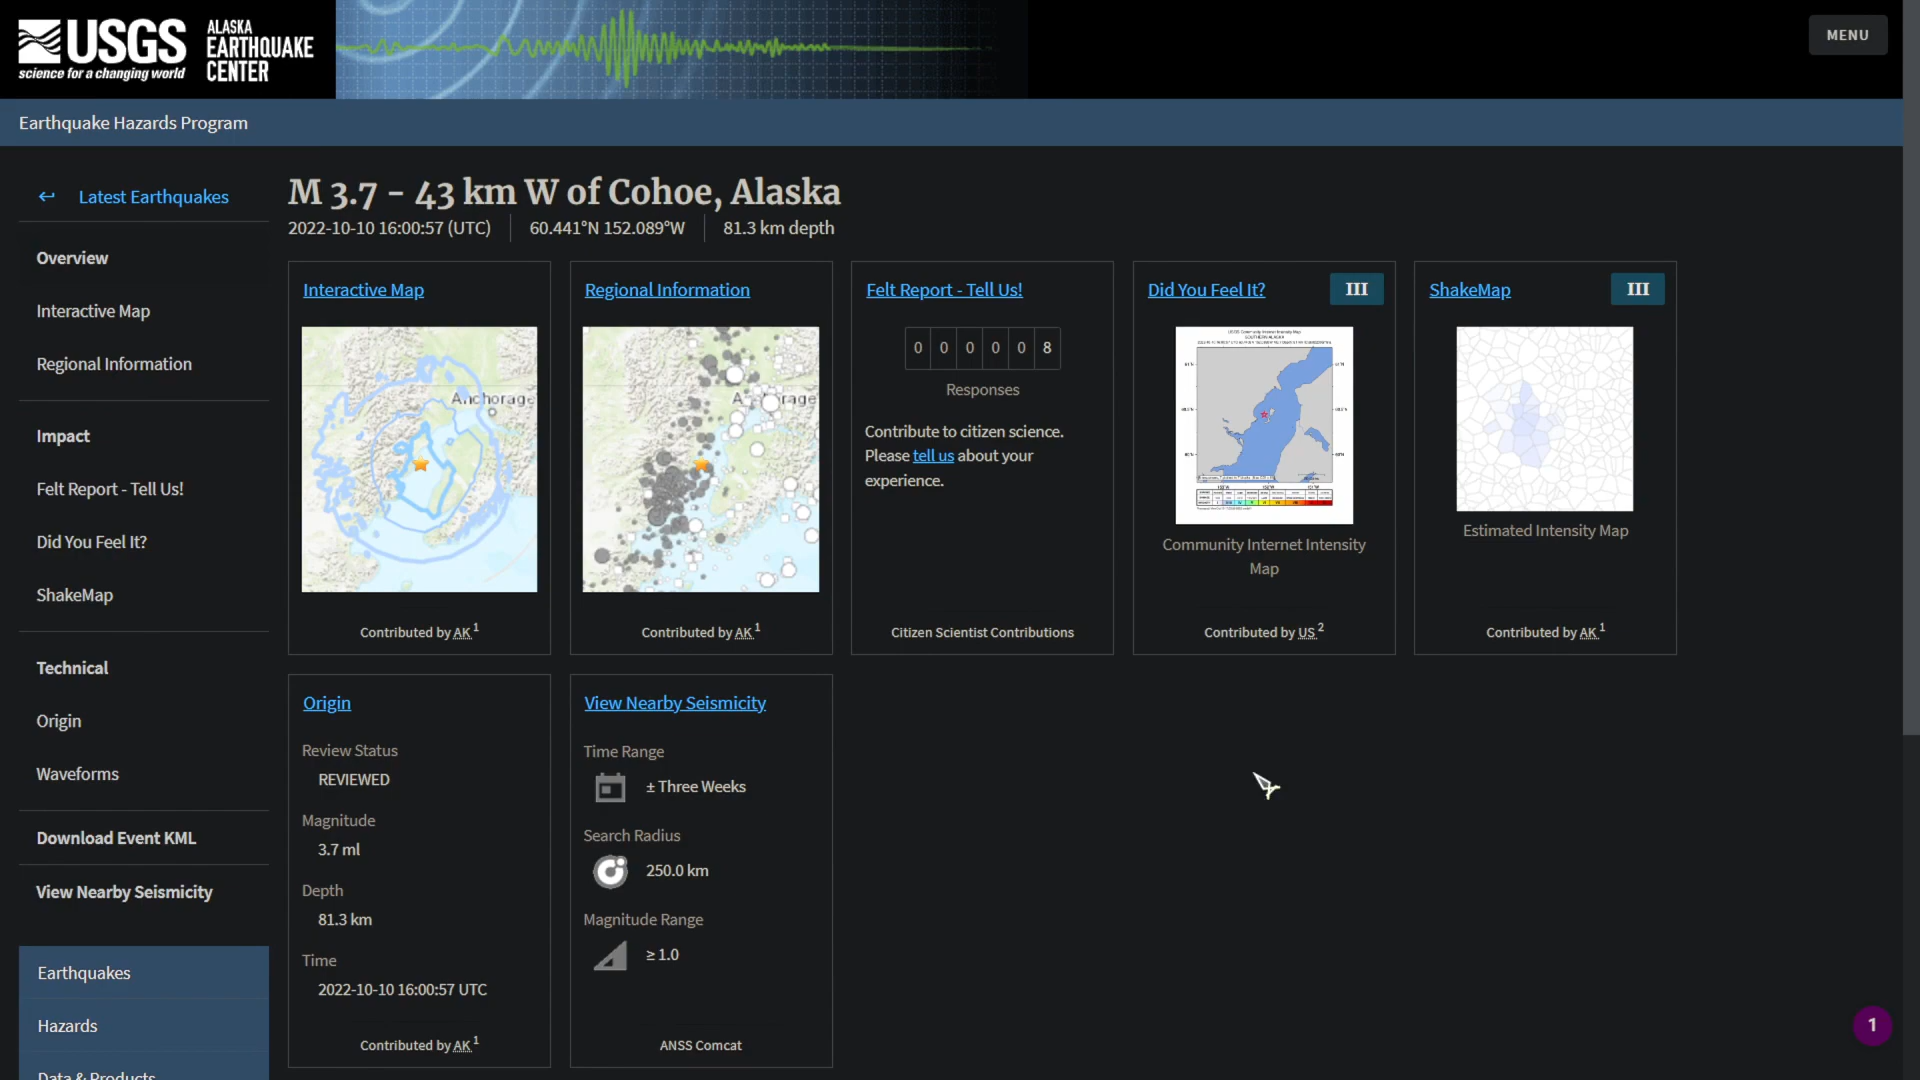 USGS
science for a changing world
ALASKA
EARTHQUAKE
CENTER
MENU
Earthquake Hazards Program
Latest Earthquakes
Overview
Interactive Map
Regional Information
Impact
Felt Report - Tell Us!
Did You Feel It?
ShakeMap
Technical
Origin
Waveforms
Download Event KML
View Nearby Seismicity
Earthquakes
Hazards
Data & Products
M 3.7 - 43 km W of Cohoe, Alaska
2022-10-10 16:00:57 (UTC)
60.441°N 152.089°W
81.3 km depth
Interactive Map
Anchorage
Contributed by AK 1
Regional Information
Contributed by AK 1
Felt Report - Tell Us!
0 0 0 0 0 8
Responses
Contribute to citizen science.
Please tell us about your
experience.
Citizen Scientist Contributions
Did You Feel It?
III
Community Internet Intensity
Map
Contributed by US 2
ShakeMap
III
Estimated Intensity Map
Contributed by AK 1
Origin
Review Status
REVIEWED
Magnitude
3.7 ml
Depth
81.3 km
Time
2022-10-10 16:00:57 UTC
Contributed by AK 1
View Nearby Seismicity
Time Range
± Three Weeks
Search Radius
250.0 km
Magnitude Range
≥ 1.0
ANSS Comcat
1